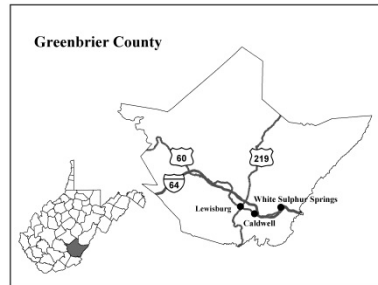 Greenbrier County
60
219
64
White Sulphur Springs
Lewisburg
Caldwell